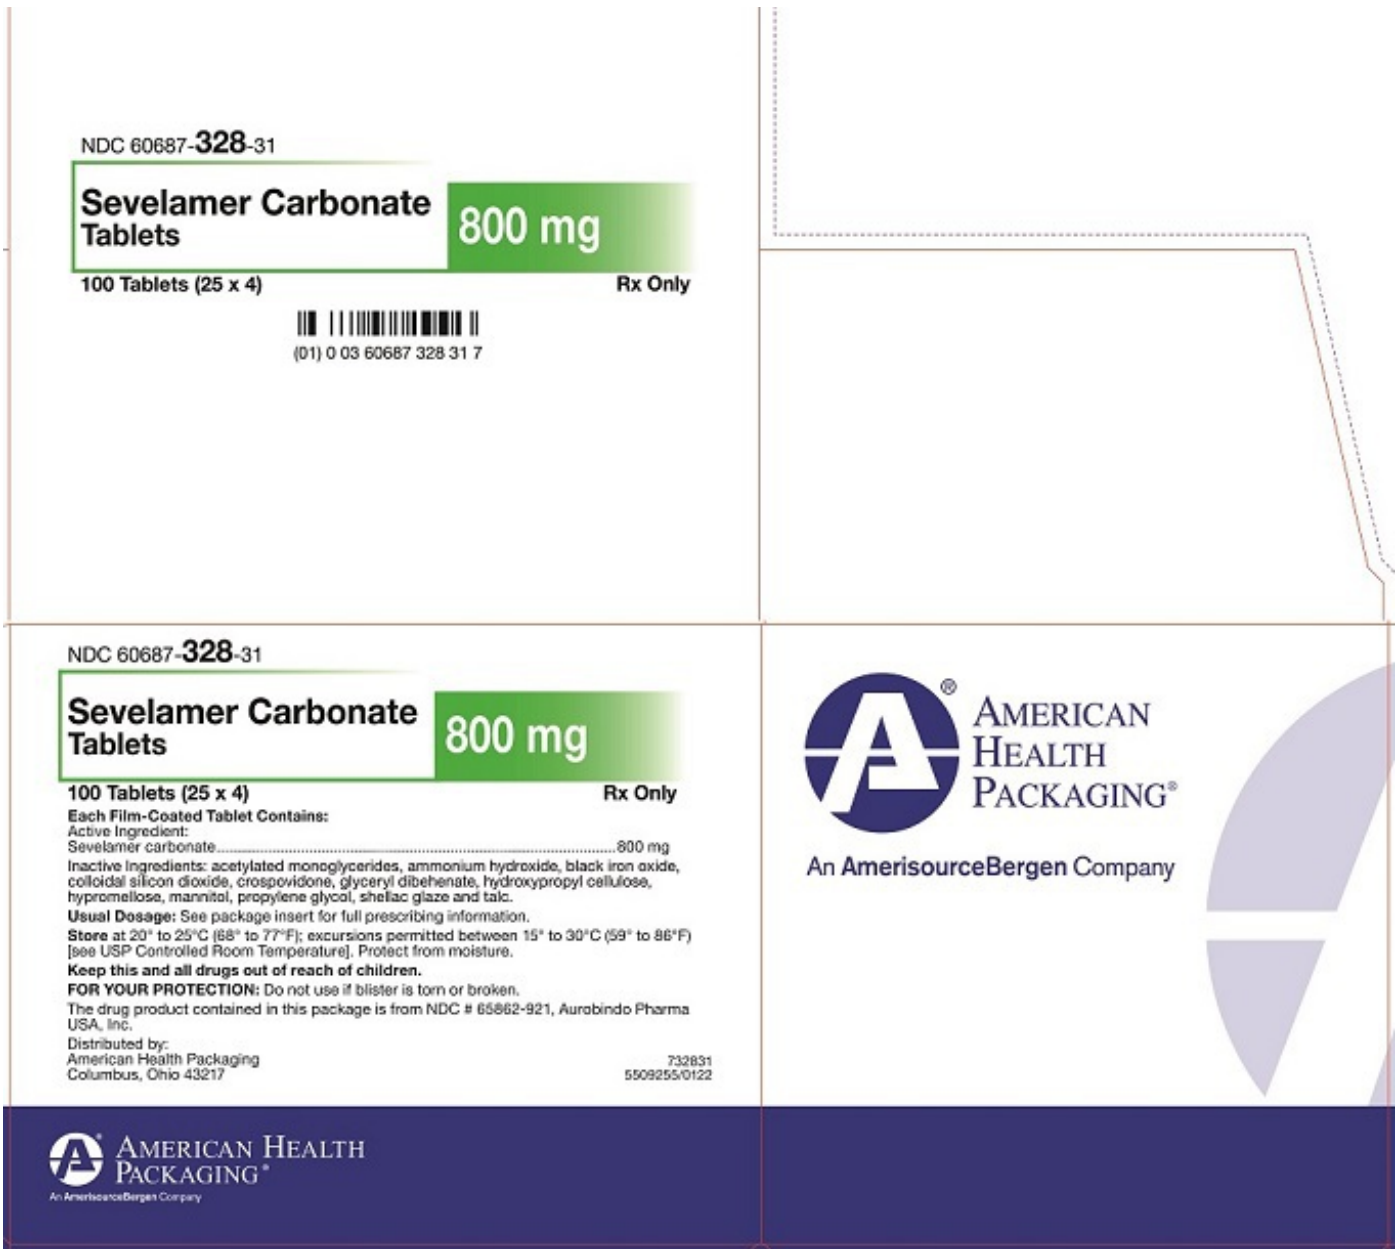 NDC 60687-328-31
Sevelamer Carbonate
Tablets
800 mg
100 Tablets (25 x 4) Rx Only
(01) 0 03 60687 328 31 7
NDC 60687-328-31
Sevelamer Carbonate
Tablets
800 mg
100 Tablets (25 x 4) Rx Only
Each Film-Coated Tablet Contains:
Active Ingredient:
Sevelamer carbonate..........................................................................................800 mg
Inactive Ingredients: acetylated monoglycerides, ammonium hydroxide, black iron oxide,
colloidal silicon dioxide, crospovidone, glyceryl dibehenate, hydroxypropyl cellulose,
hypromellose, mannitol, propylene glycol, shellac glaze and talc.
Usual Dosage: See package insert for full prescribing information.
Store at 20° to 25°C (68° to 77°F); excursions permitted between 15° to 30°C (59° to 86°F)
[see USP Controlled Room Temperature]. Protect from moisture.
Keep this and all drugs out of reach of children.
FOR YOUR PROTECTION: Do not use if blister is torn or broken.
The drug product contained in this package is from NDC # 65862-921, Aurobindo Pharma
USA, Inc.
Distributed by:
American Health Packaging 732831
Columbus, Ohio 43217 5509255/0122
A®
AMERICAN
HEALTH
PACKAGING®
An AmerisourceBergen Company
A®
AMERICAN HEALTH
PACKAGING®
An AmerisourceBergen Company